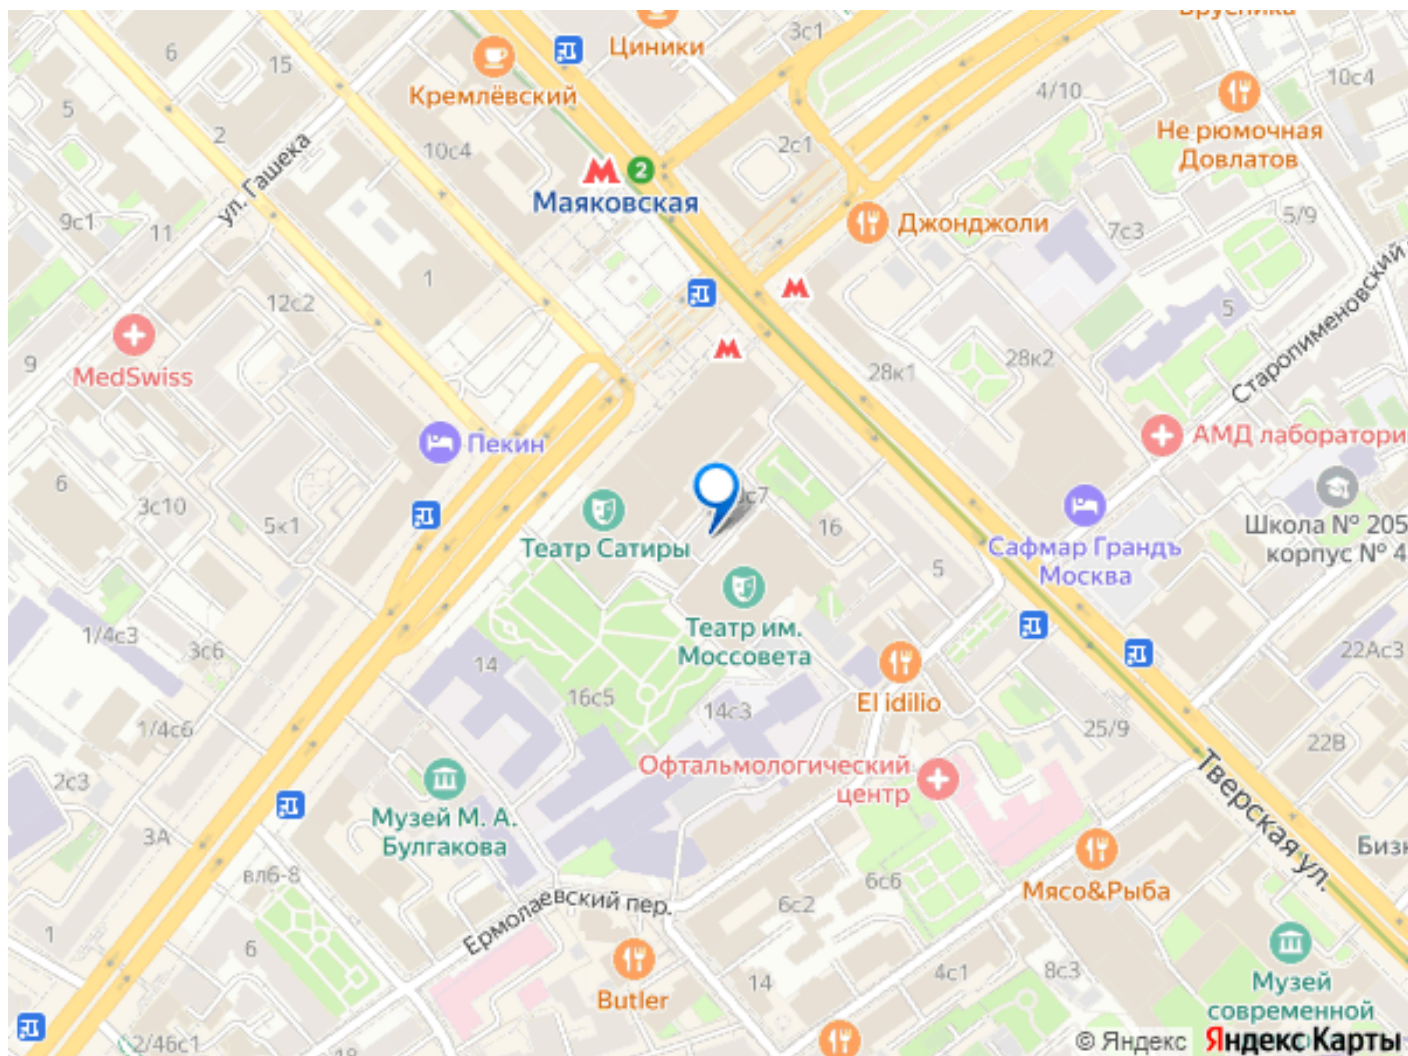 Брусника
Циники
3с1
6
15
Кремлёвский
10с4
4/10
5
2
10с4
2с1
Не рюмочная
Довлатов
ул. Гашека
2
Маяковская
5/9
9с1
11
Джонджоли
7с3
1
12с2
5
Старопименовский
9
MedSwiss
28к1
28к2
Пекин
АМД лаборатори
6
3с10
5к1
16
Театр Сатиры
Сафмар Грандъ
Москва
Школа № 205
корпус № 4
5
1/4с3
3с6
Театр им.
Моссовета
14
22Ас3
16с5
14с3
El idilio
1/4с6
25/9
22В
2с3
Офтальмологический
центр
Тверская ул.
Музей М. А.
Булгакова
3А
Бизн
вл6-8
6с6
Мясо&Рыба
Ермолаевский пер.
6с2
1
6
14
4с1
8с3
Butler
Музей
современной
2/46с1
18
© Яндекс
Яндекс Карты